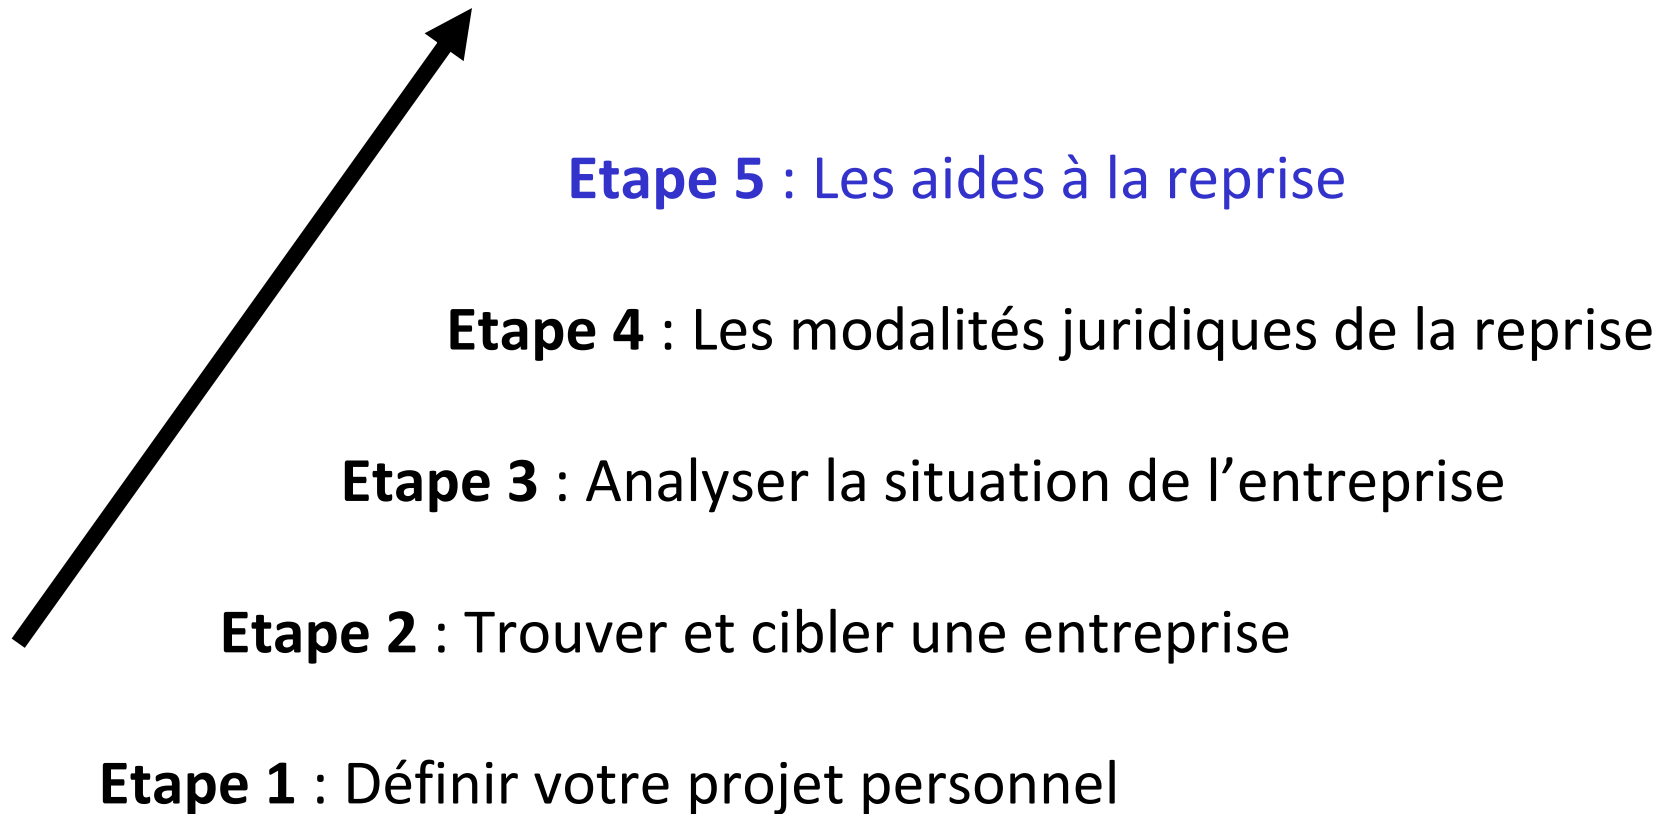 Etape 5 : Les aides à la reprise
Etape 4 : Les modalités juridiques de la reprise
Etape 3 : Analyser la situation de l’entreprise
Etape 2 : Trouver et cibler une entreprise
Etape 1 : Définir votre projet personnel